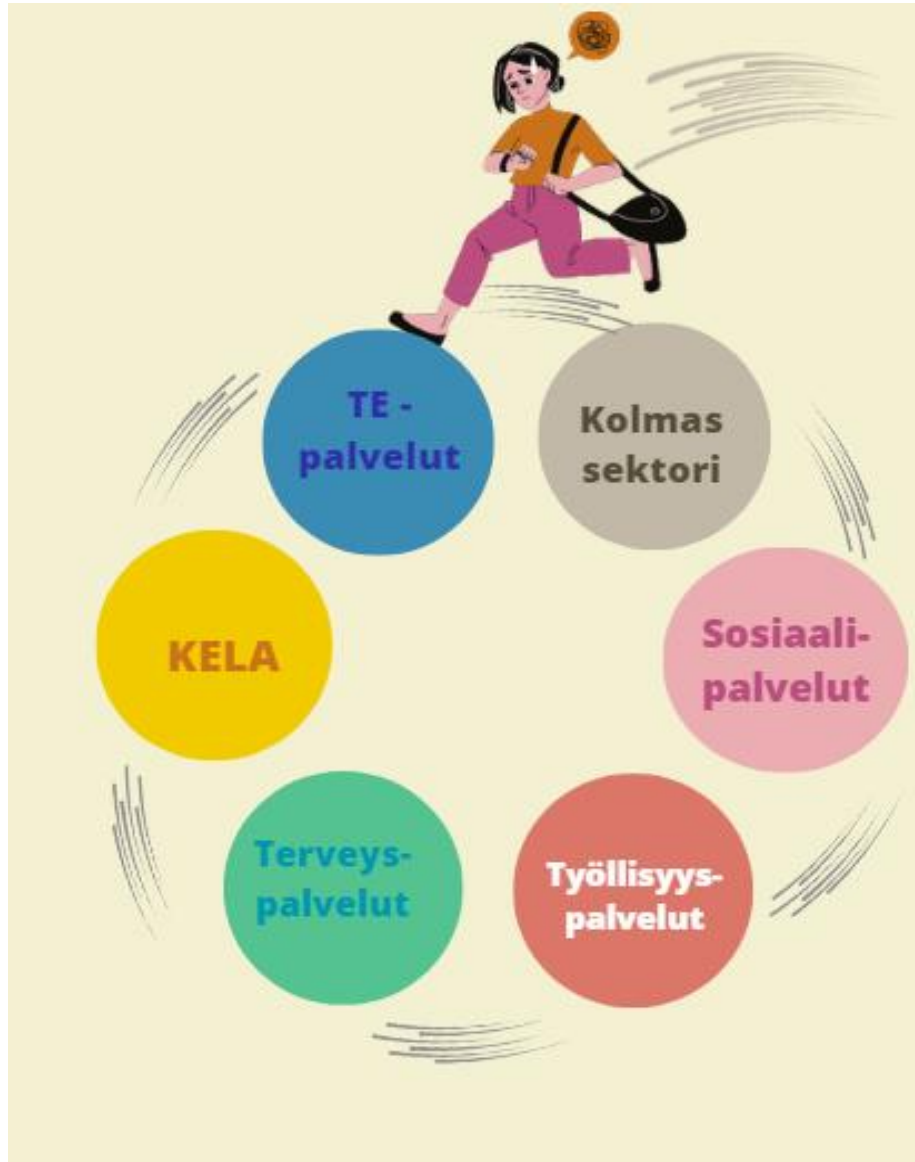 TE -
palvelut
Kolmas
sektori
KELA
Sosiaali-
palvelut
Terveys-
palvelut
Työllisyys-
palvelut